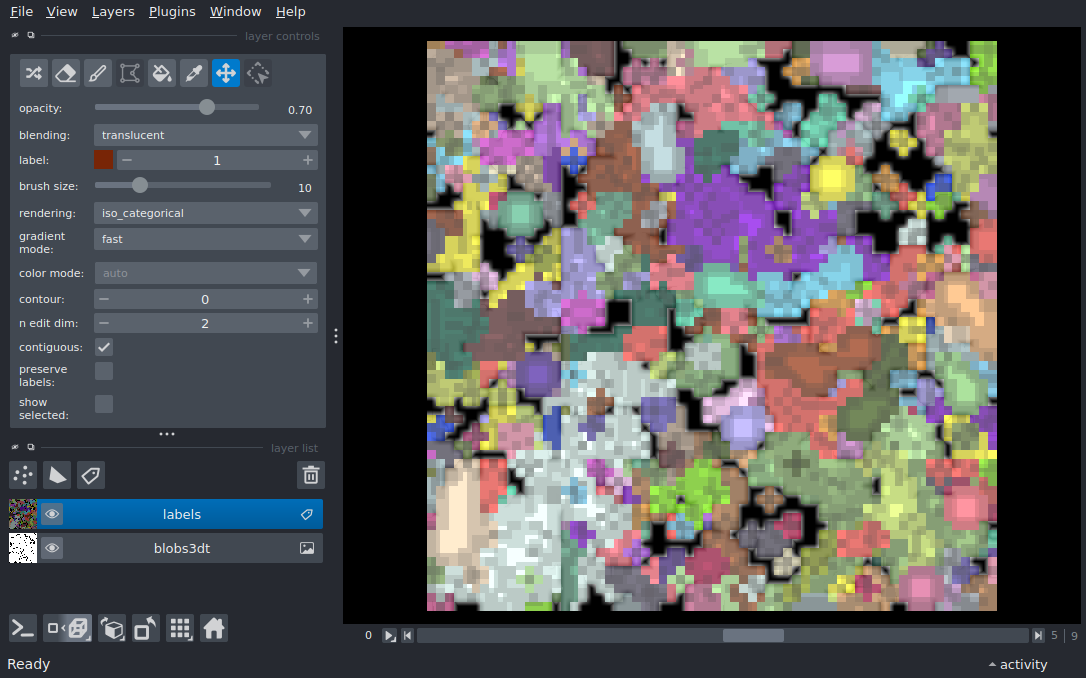 File View Layers Plugins Window Help
layer controls
opacity: 0.70
blending: translucent
label: 1
brush size: 10
rendering: iso_categorical
gradient
mode: fast
color mode: auto
contour: 0
n edit dim: 2
contiguous:
preserve
labels:
show
selected:
layer list
labels
blobs3dt
0 5 9
Ready activity